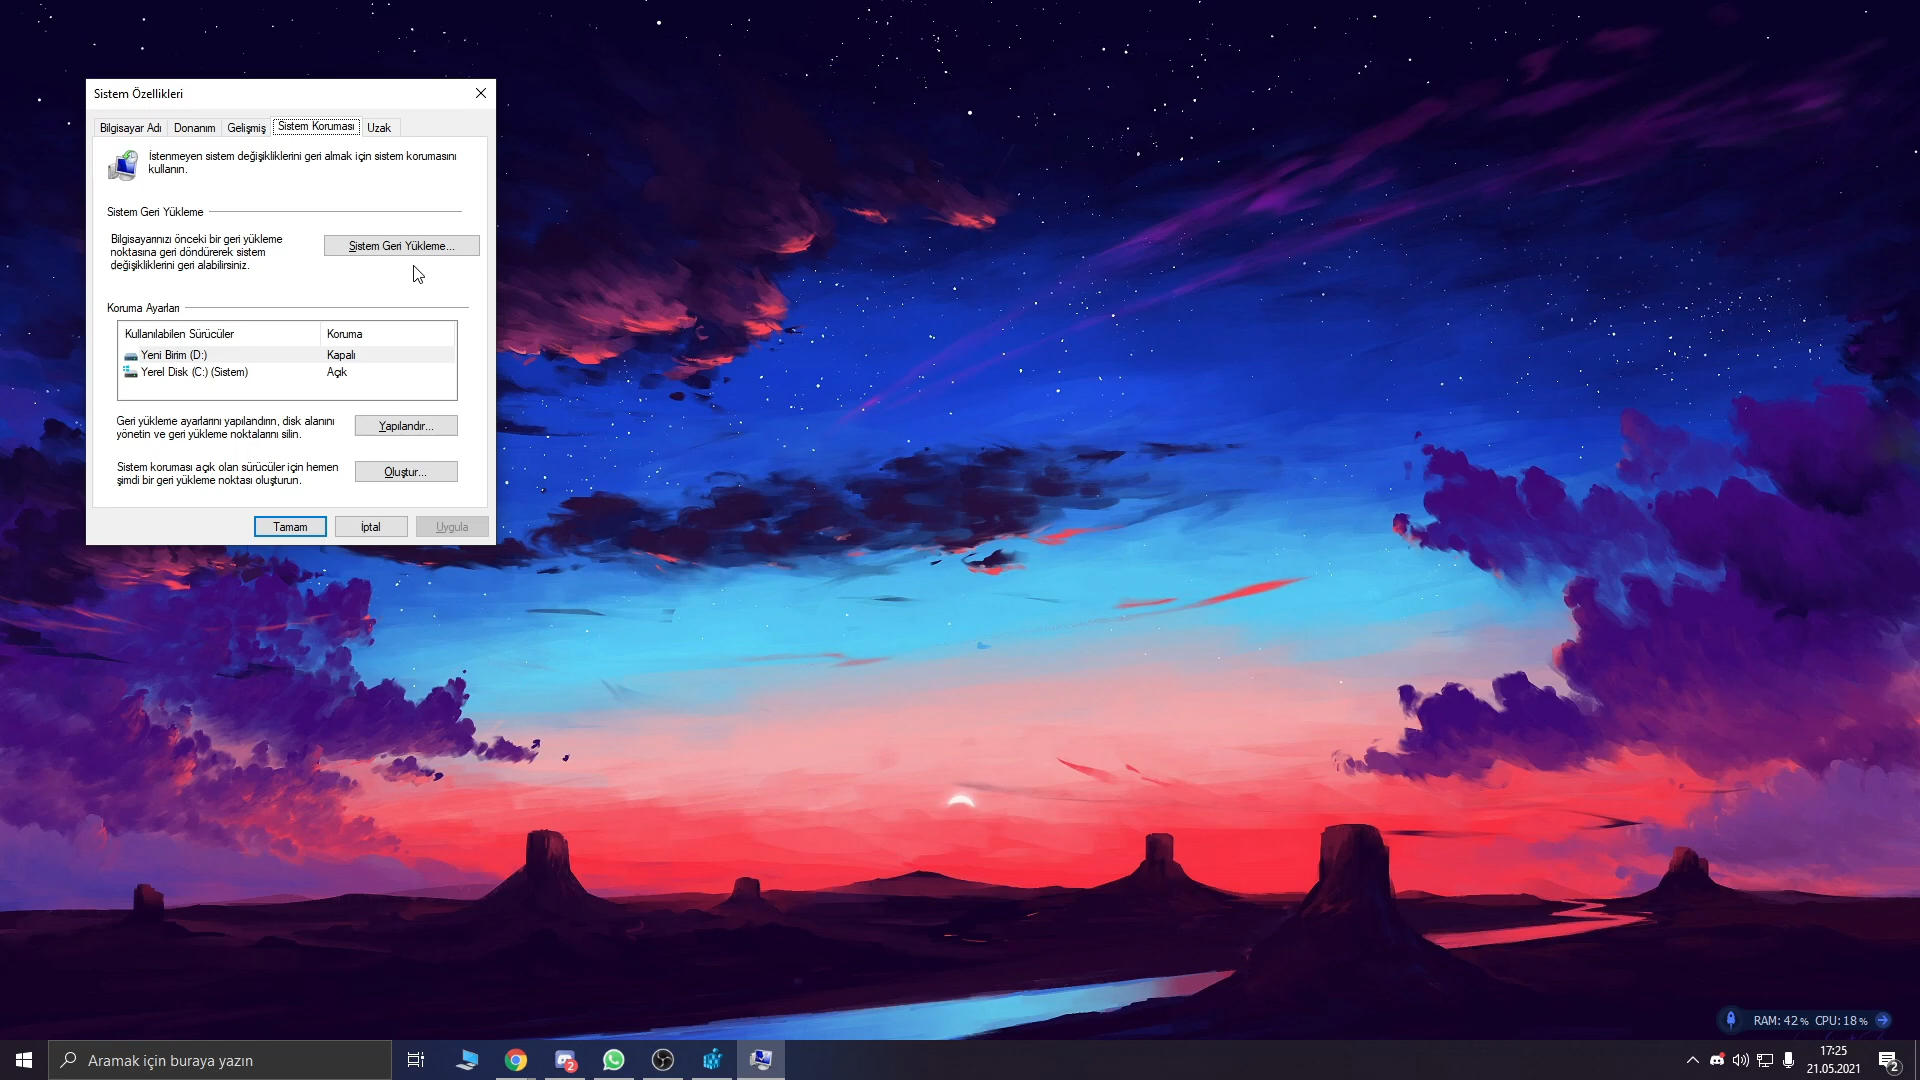 Sistem Özellikleri
Bilgisayar Adı Donanım Gelişmiş Sistem Koruması Uzak
İstenmeyen sistem değişikliklerini geri almak için sistem korumasını
kullanın.
Sistem Geri Yükleme
Bilgisayarınızı önceki bir geri yükleme
noktasına geri döndürerek sistem
değişikliklerini geri alabilirsiniz.
Sistem Geri Yükleme...
Koruma Ayarları
Kullanılabilen Sürücüler Koruma
Yeni Birim (D:) Kapalı
Yerel Disk (C:) (Sistem) Açık
Geri yükleme ayarlarını yapılandırın, disk alanını
yönetin ve geri yükleme noktalarını silin.
Yapılandır...
Sistem koruması açık olan sürücüler için hemen
şimdi bir geri yükleme noktası oluşturun.
Oluştur...
Tamam İptal Uygula
RAM: 42 % CPU: 18 %
Aramak için buraya yazın
2
17:25
21.05.2021
2